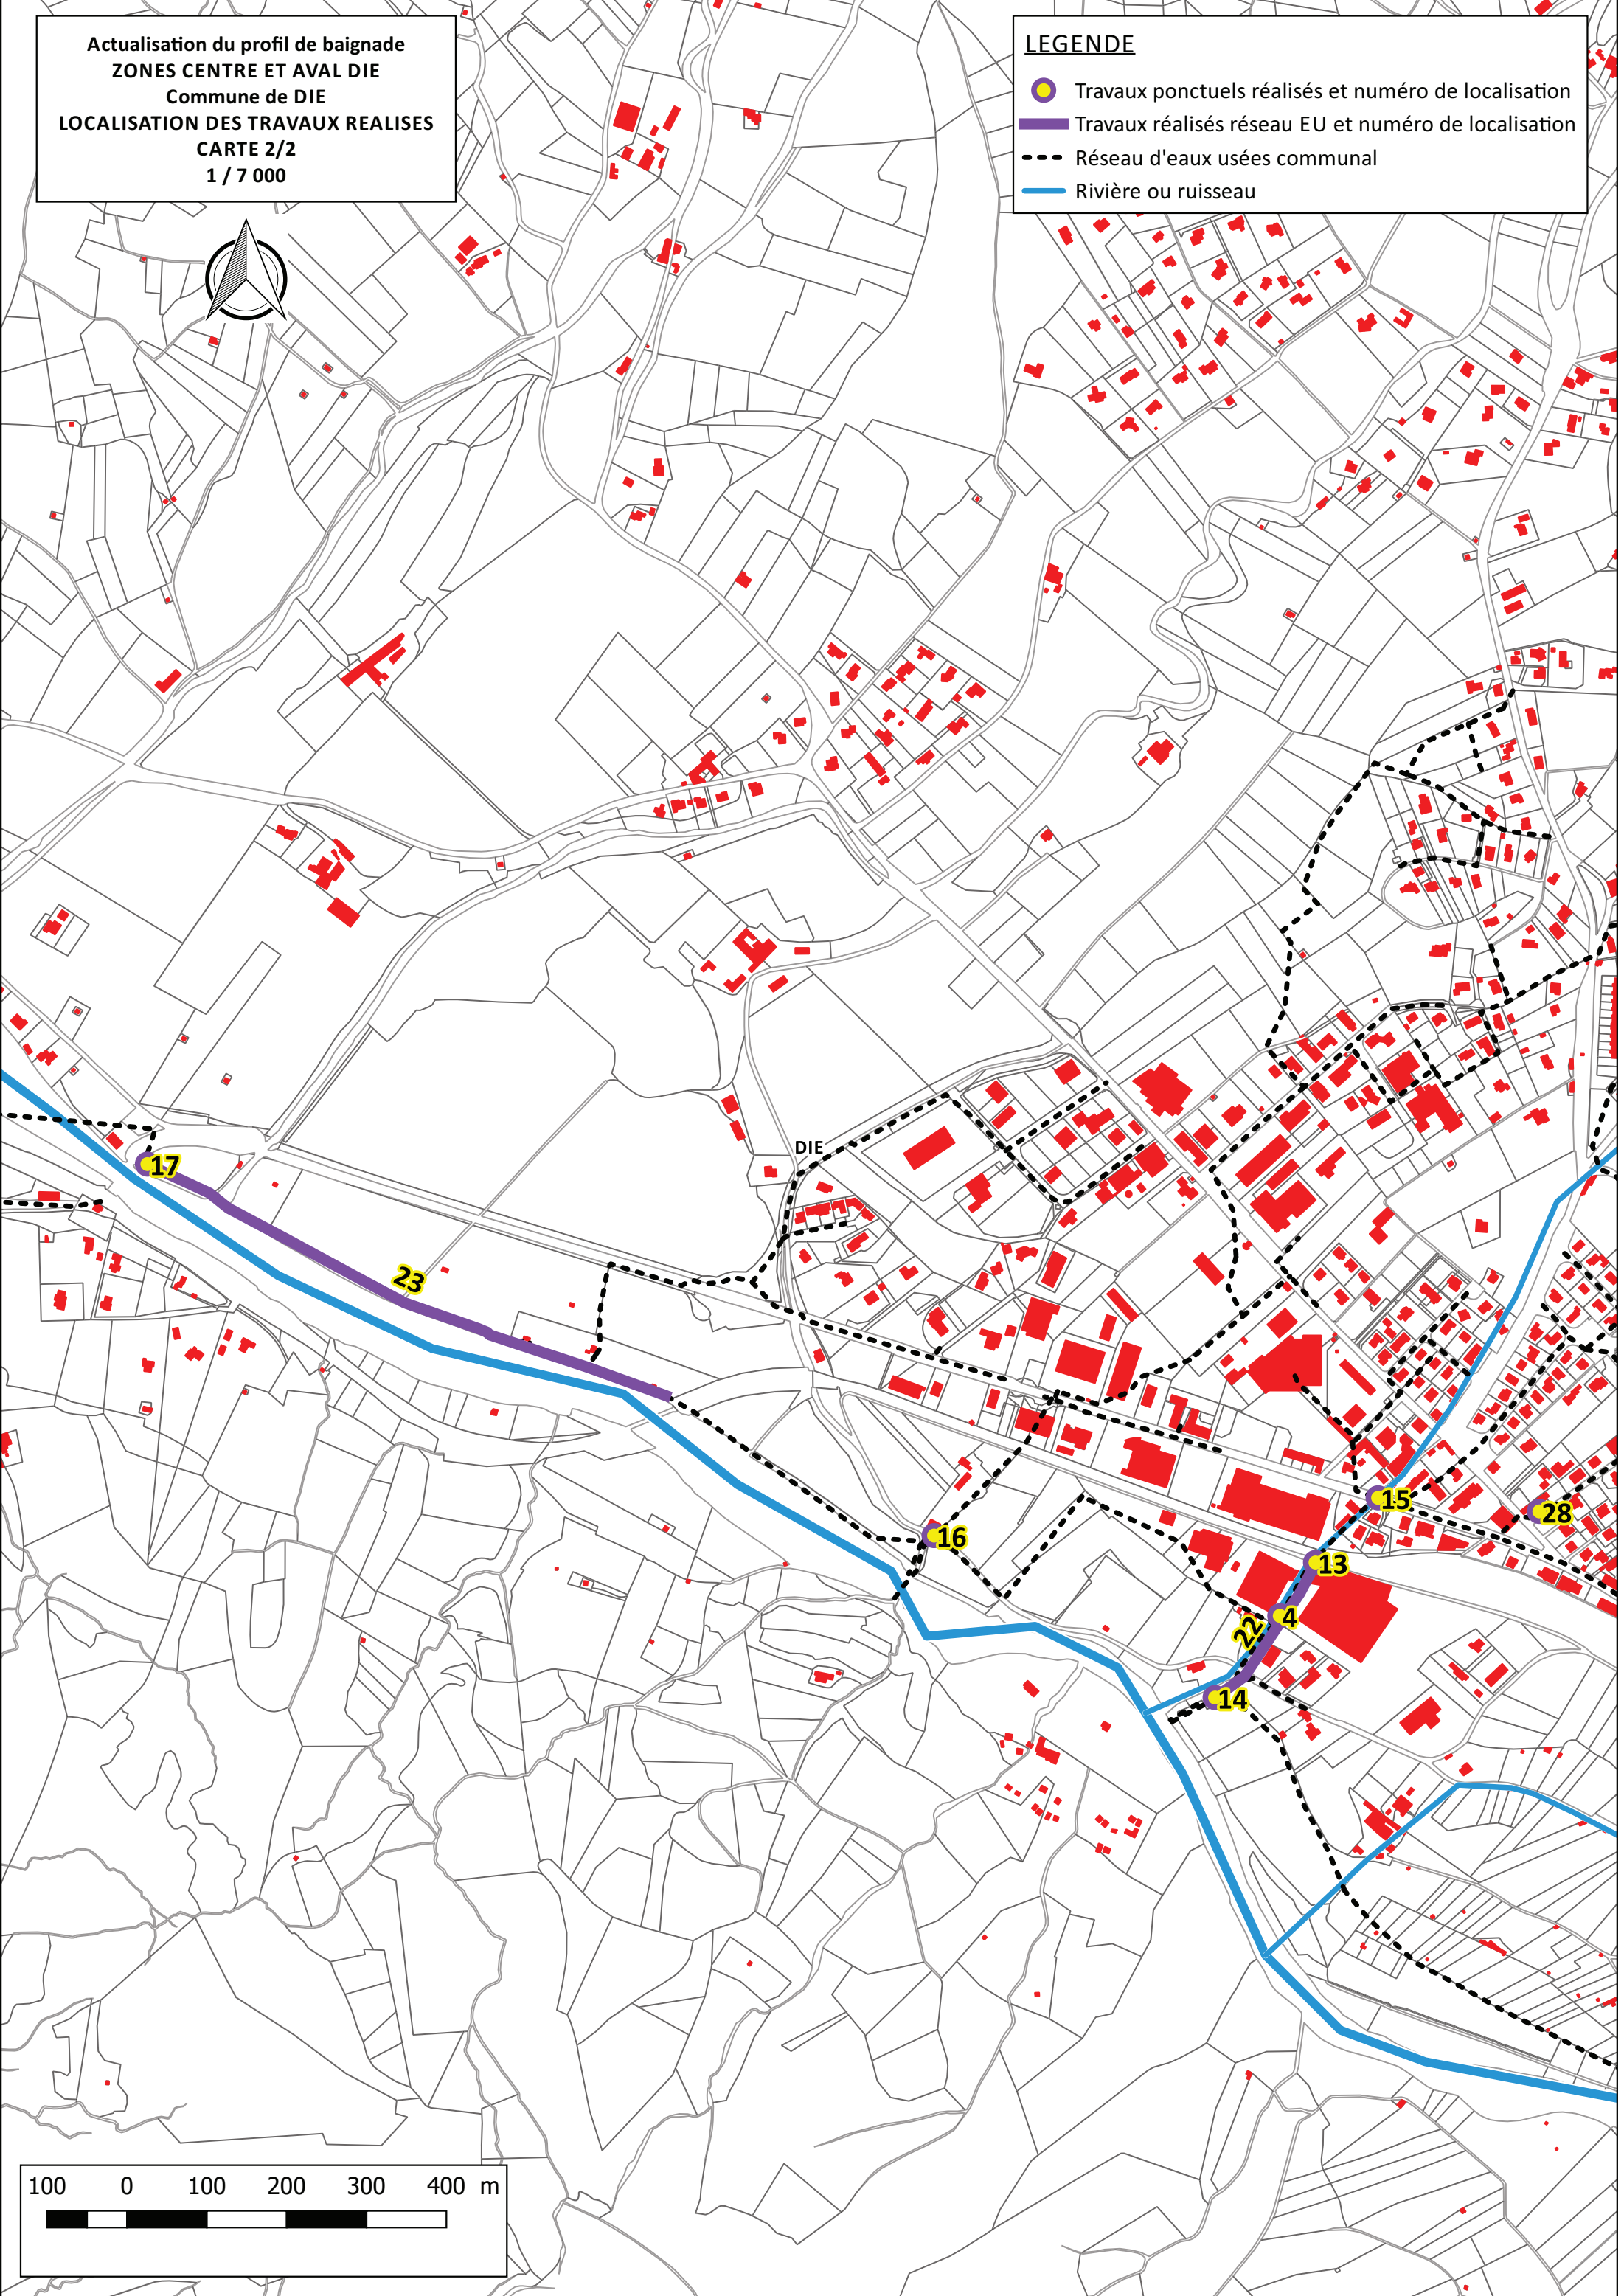 Actualisation du profil de baignade
ZONES CENTRE ET AVAL DIE
Commune de DIE
LOCALISATION DES TRAVAUX REALISES
CARTE 2/2
1 / 7 000
LEGENDE
Travaux ponctuels réalisés et numéro de localisation
Travaux réalisés réseau EU et numéro de localisation
Réseau d'eaux usées communal
Rivière ou ruisseau
DIE
17
23
15
28
16
13
4
22
14
100 0 100 200 300 400 m